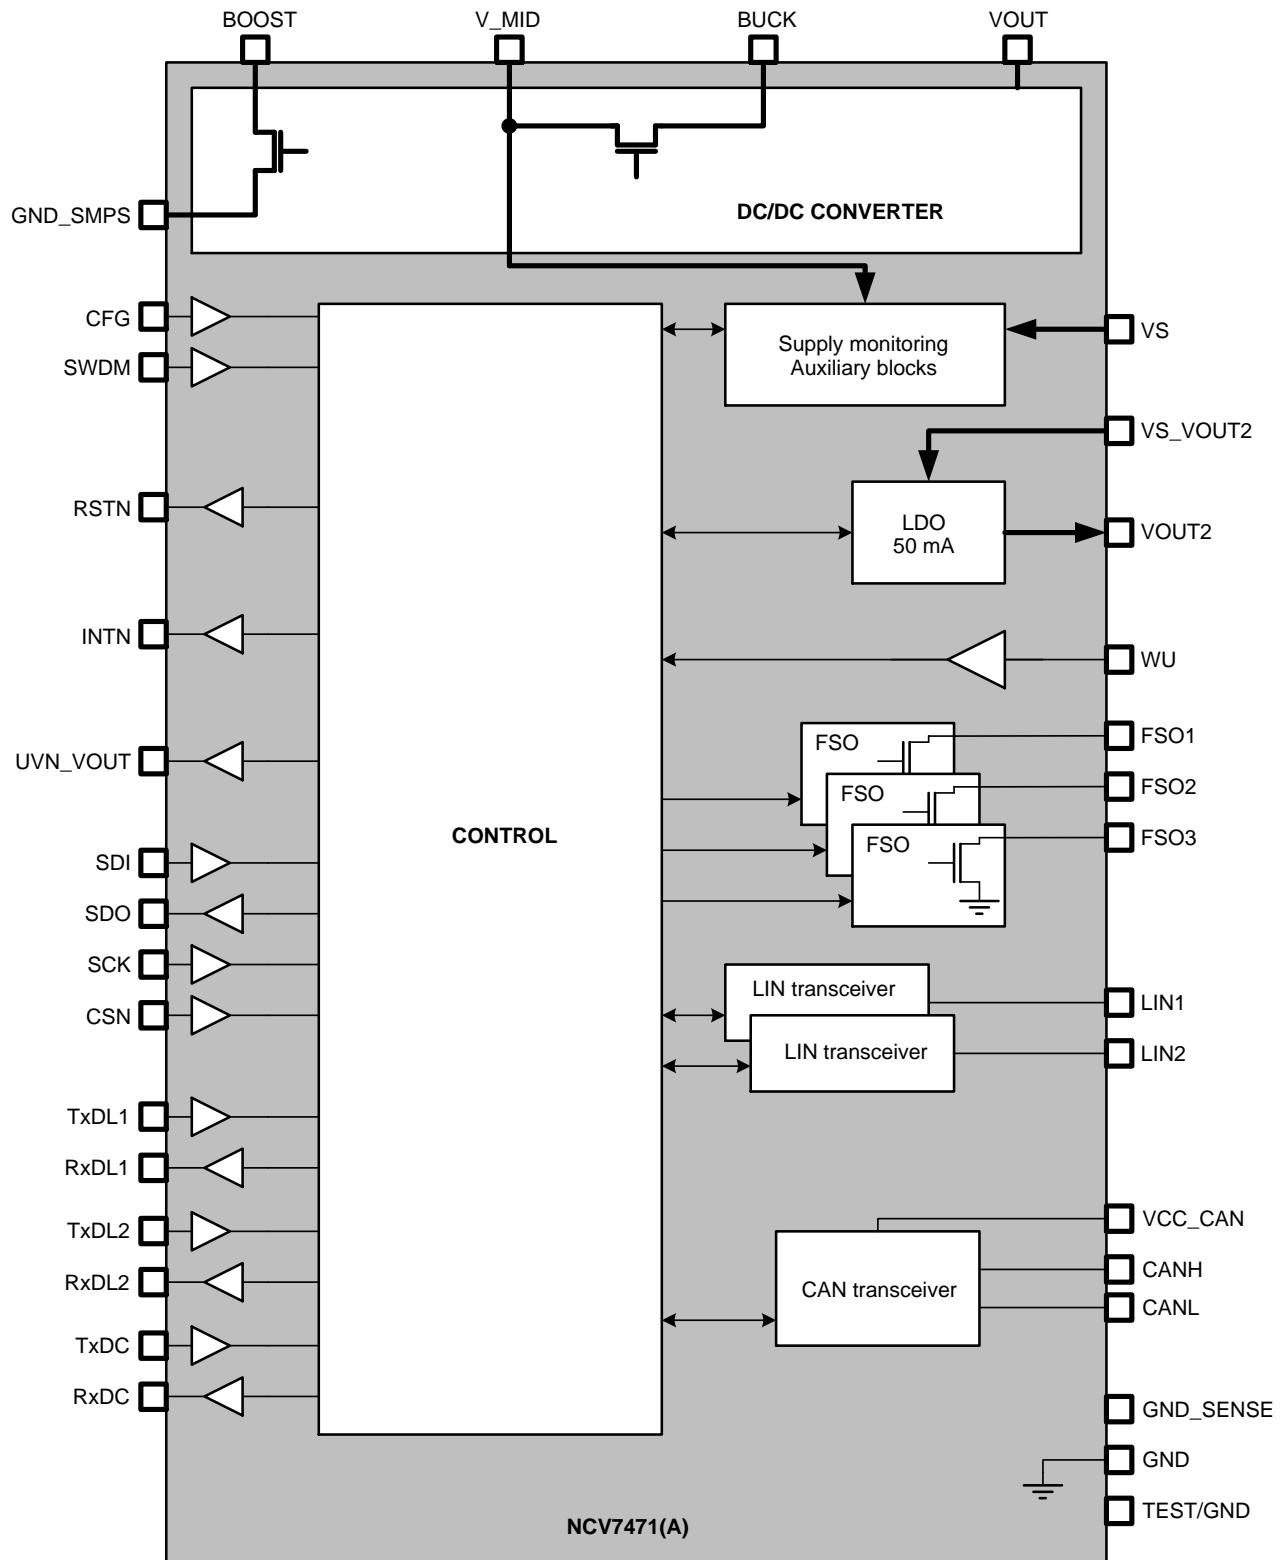 BOOST
V_MID
BUCK
VOUT
GND_SMPS
DC/DC CONVERTER
CFG
SWDM
Supply monitoring
Auxiliary blocks
VS
VS_VOUT2
RSTN
LDO
50 mA
VOUT2
INTN
WU
FSO
FSO1
UVN_VOUT
FSO
FSO2
CONTROL
FSO
FSO3
SDI
SDO
SCK
CSN
LIN transceiver
LIN1
LIN transceiver
LIN2
TxDL1
RxDL1
TxDL2
RxDL2
TxDC
RxDC
VCC_CAN
CAN transceiver
CANH
CANL
GND_SENSE
GND
TEST/GND
NCV7471(A)